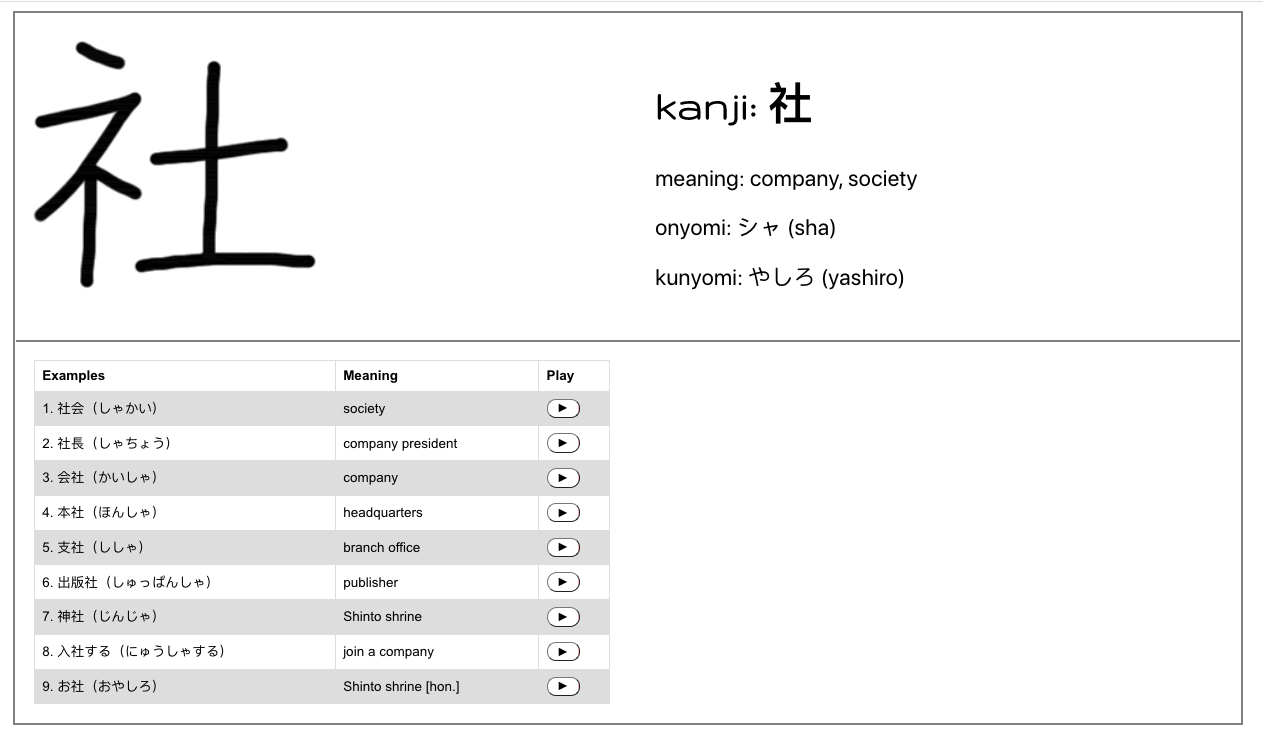 社
kanji: 社
meaning: company, society
onyomi: シャ (sha)
kunyomi: やしろ (yashiro)
Examples Meaning Play
1. 社会（しゃかい） society
2. 社長（しゃちょう） company president
3. 会社（かいしゃ） company
4. 本社（ほんしゃ） headquarters
5. 支社（ししゃ） branch office
6. 出版社（しゅっぱんしゃ） publisher
7. 神社（じんじゃ） Shinto shrine
8. 入社する（にゅうしゃする） join a company
9. お社（おやしろ） Shinto shrine [hon.]